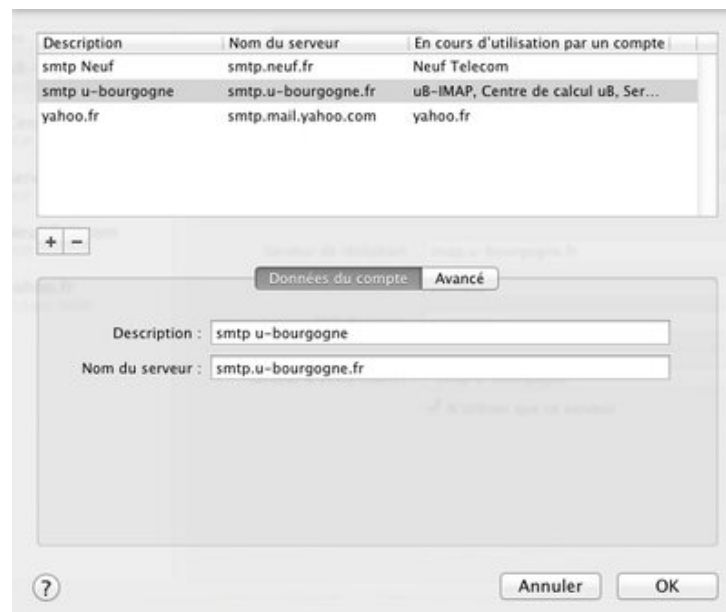 Description Nom du serveur En cours d'utilisation par un compte
smtp Neuf smtp.neuf.fr Neuf Telecom
smtp u-bourgogne smtp.u-bourgogne.fr uB-IMAP, Centre de calcul uB, Ser...
yahoo.fr smtp.mail.yahoo.com yahoo.fr
+ −
Données du compte Avancé
Description : smtp u-bourgogne
Nom du serveur : smtp.u-bourgogne.fr
? Annuler OK